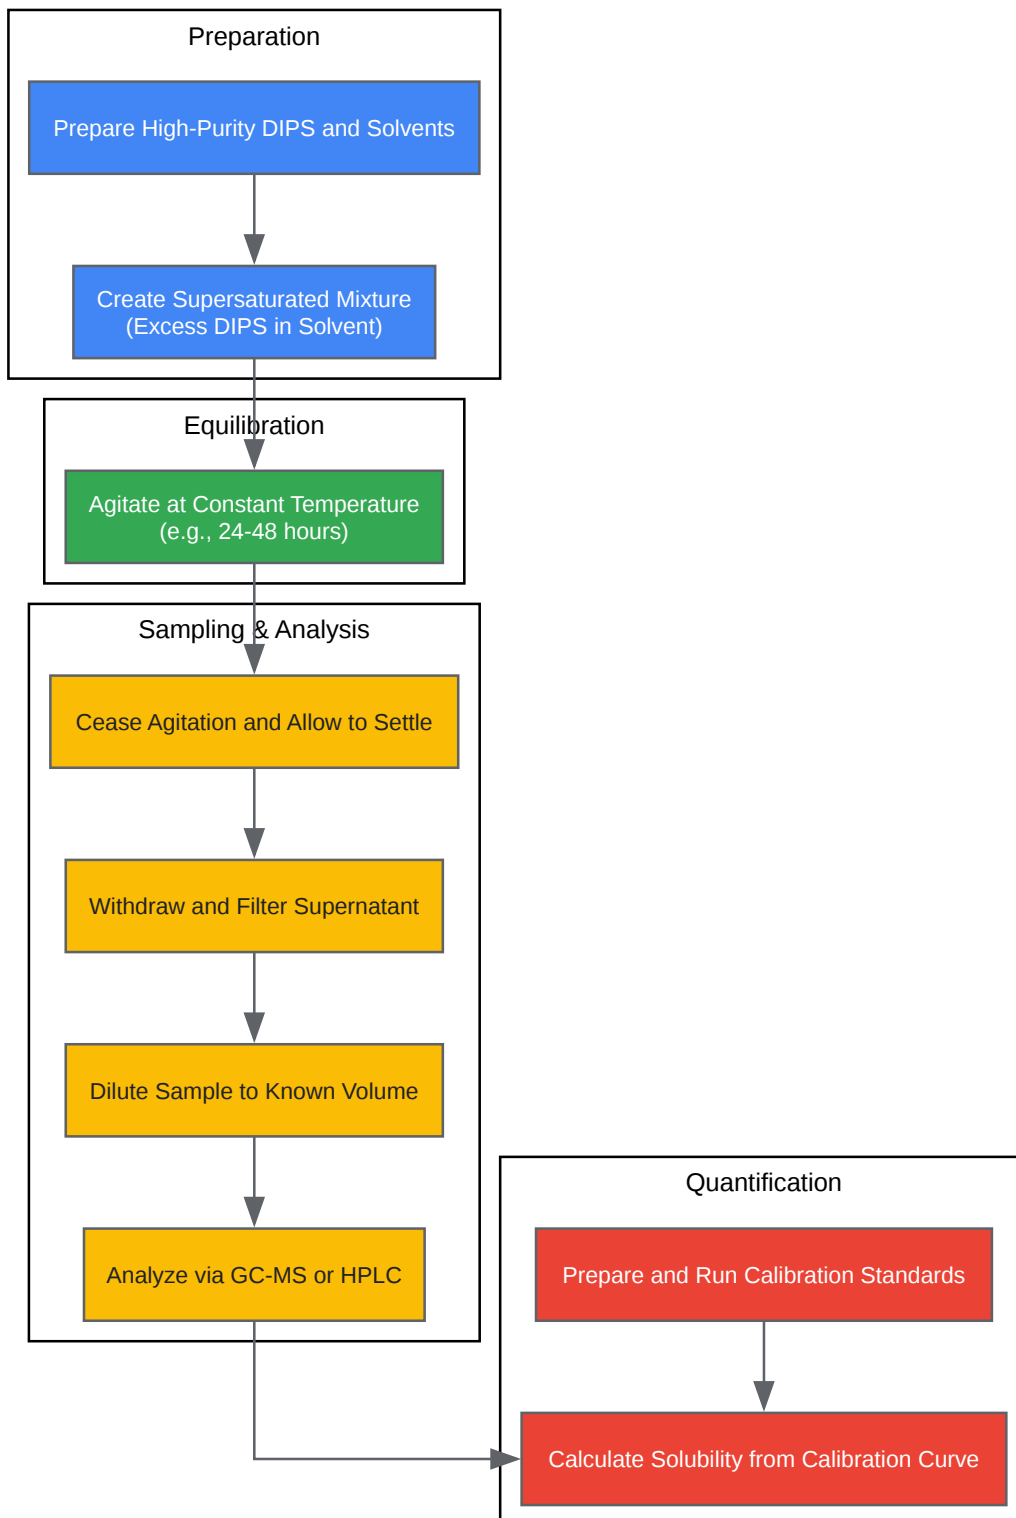 Preparation
Prepare High-Purity DIPS and Solvents
Create Supersaturated Mixture
(Excess DIPS in Solvent)
Equilibration
Agitate at Constant Temperature
(e.g., 24-48 hours)
Sampling & Analysis
Cease Agitation and Allow to Settle
Withdraw and Filter Supernatant
Dilute Sample to Known Volume
Analyze via GC-MS or HPLC
Quantification
Prepare and Run Calibration Standards
Calculate Solubility from Calibration Curve